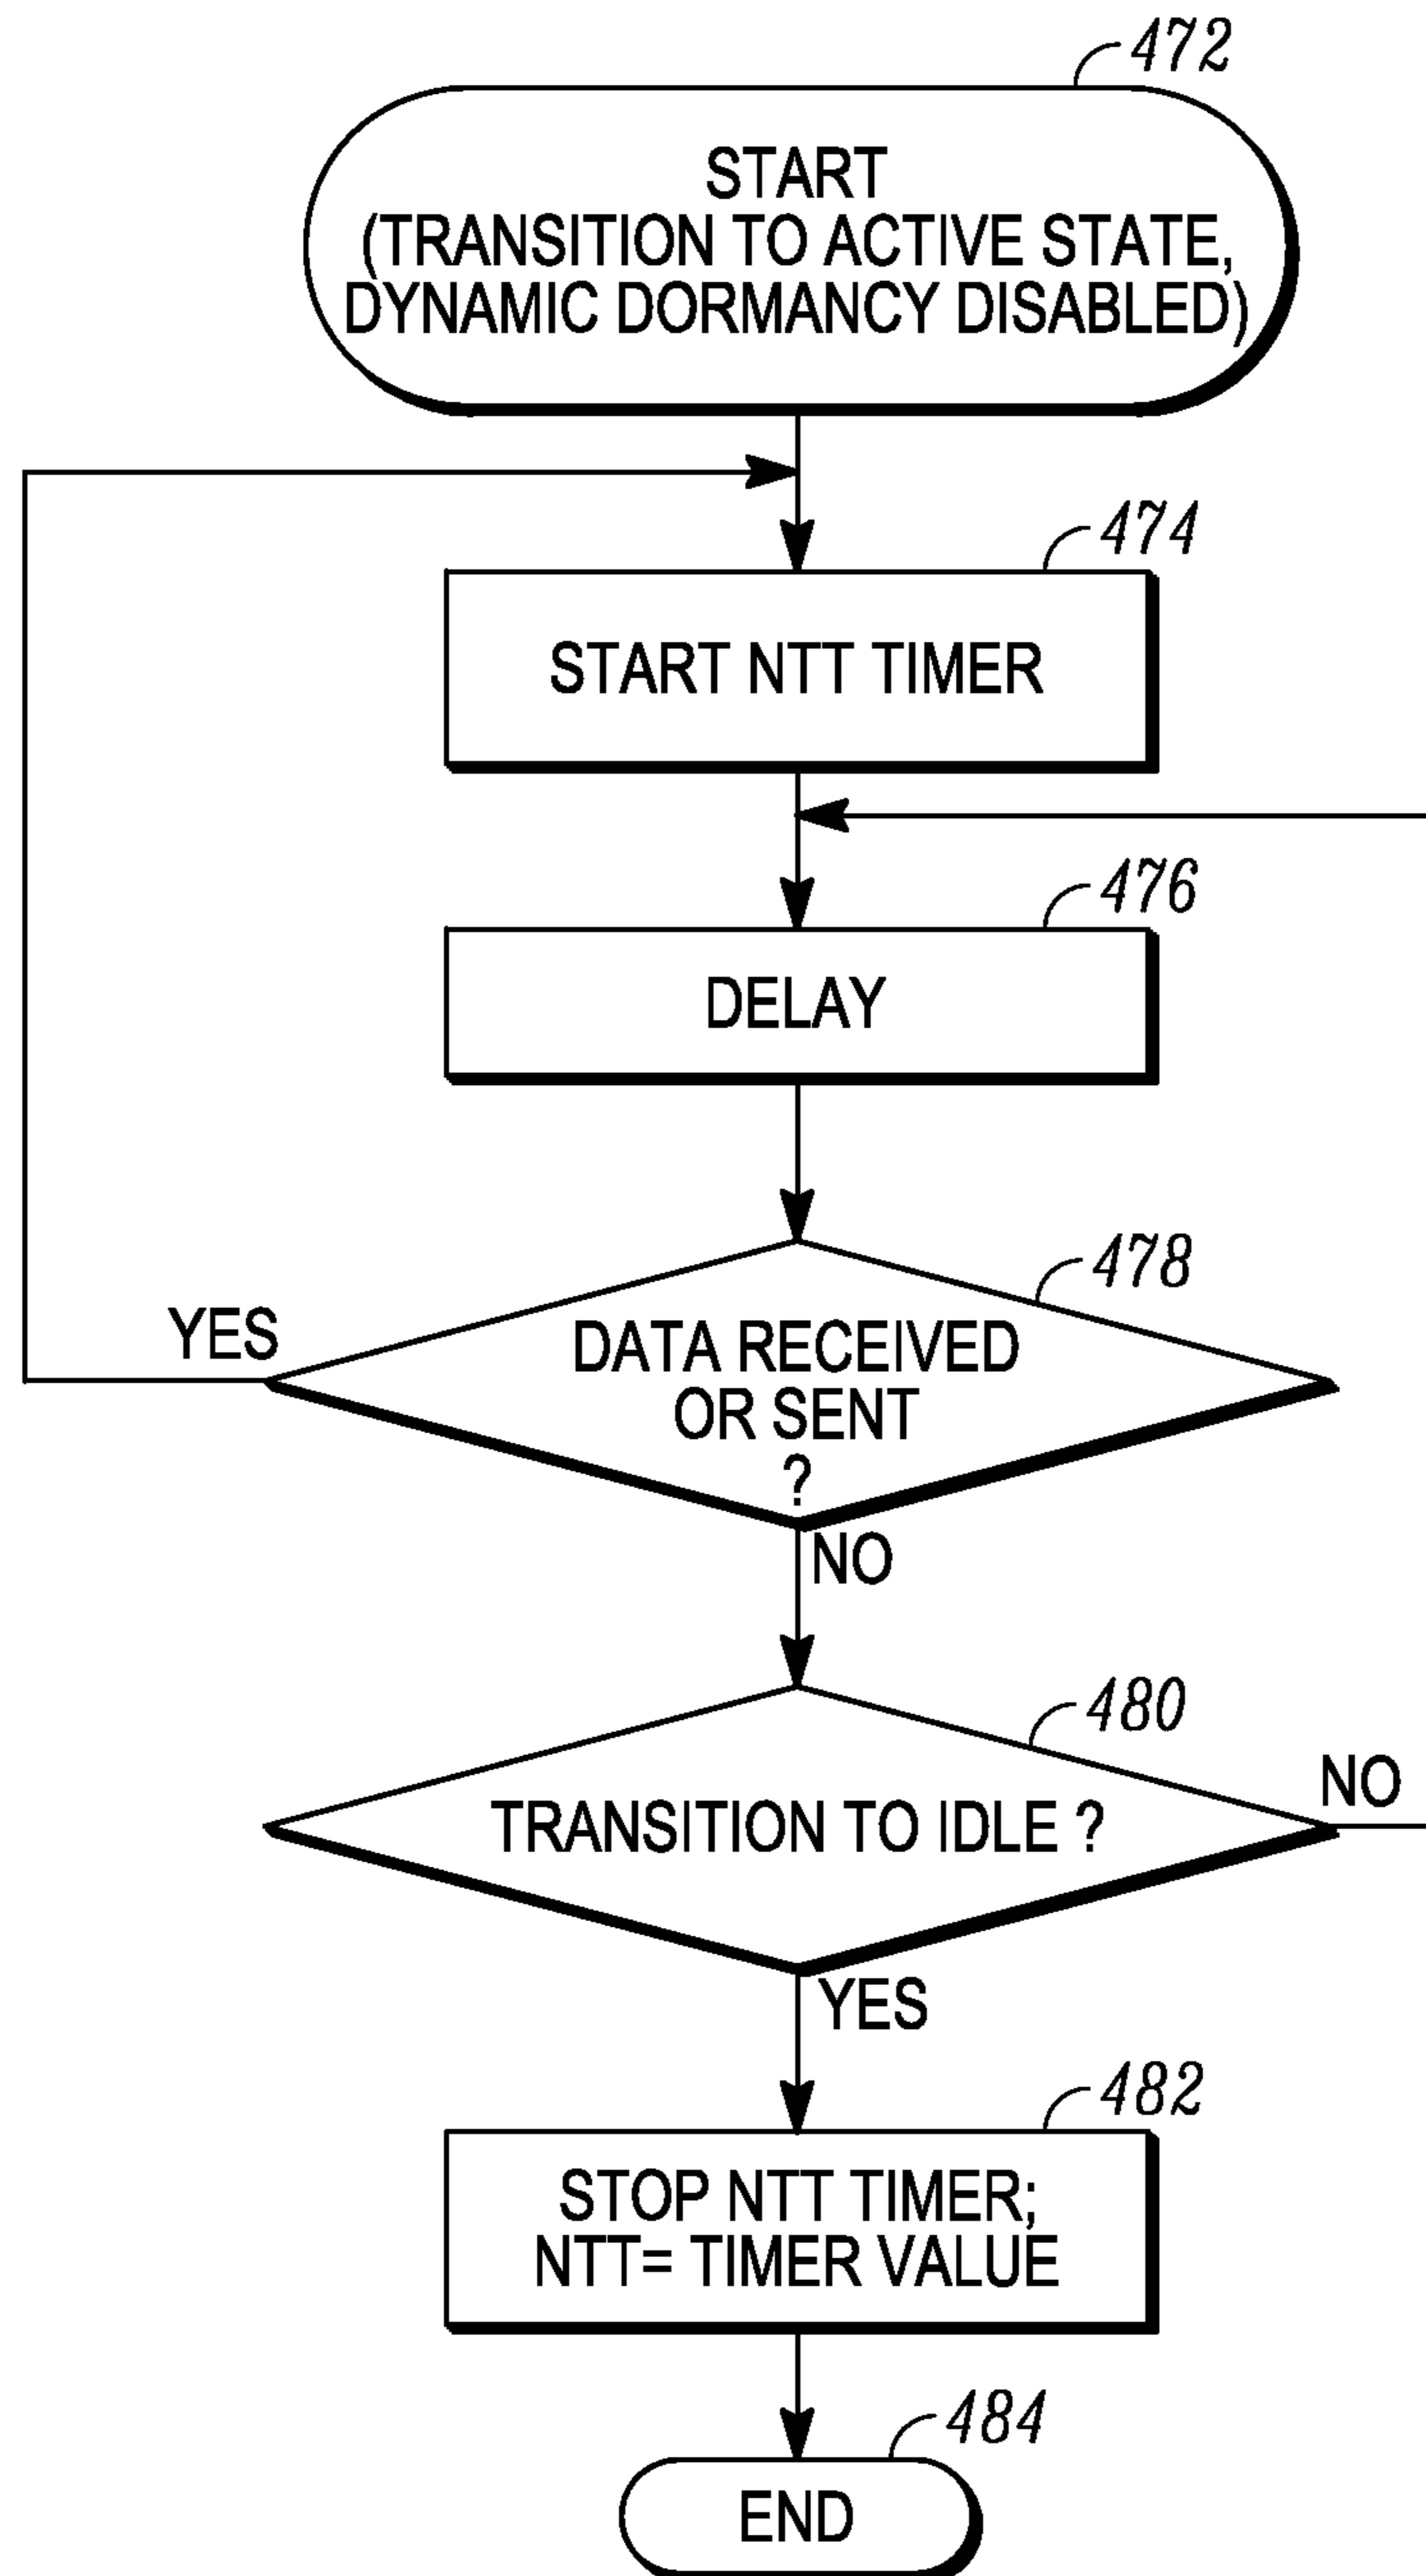 472
START
(TRANSITION TO ACTIVE STATE,
DYNAMIC DORMANCY DISABLED)
474
START NTT TIMER
476
DELAY
478
YES
DATA RECEIVED
OR SENT
?
NO
480
NO
TRANSITION TO IDLE ?
YES
482
STOP NTT TIMER;
NTT= TIMER VALUE
484
END